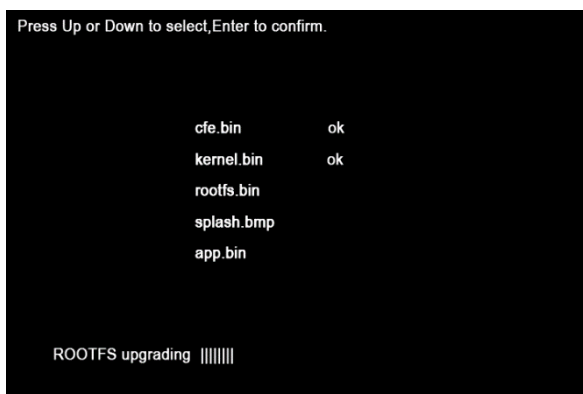 Press Up or Down to select,Enter to confirm.
cfe.bin ok
kernel.bin ok
rootfs.bin
splash.bmp
app.bin
ROOTFS upgrading ||||||||